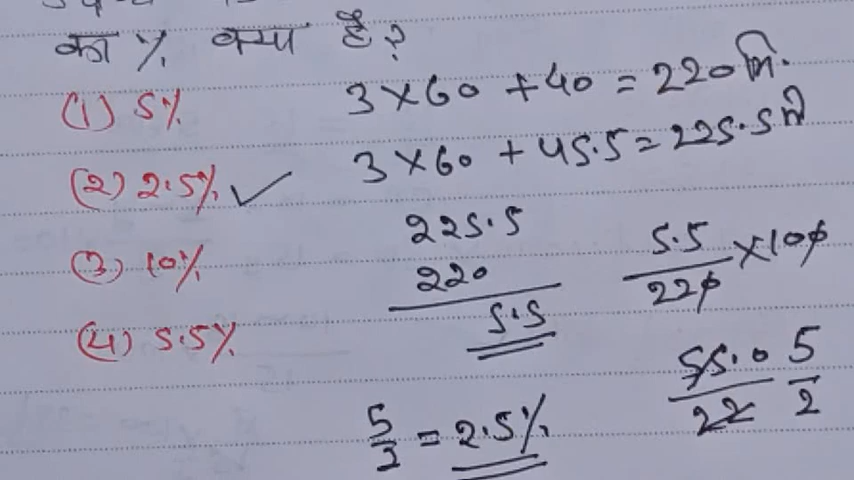 का % क्या है?
(1) 5%
3×60 +40 = 220मि.
(2) 2.5% ✓
3×60 + 45.5 = 225.5 मि
225.5
220
5.5
5.5/220 ×100
(3) 10%
(4) 5.5%
55.0/22 5/2
5/2 = 2.5%